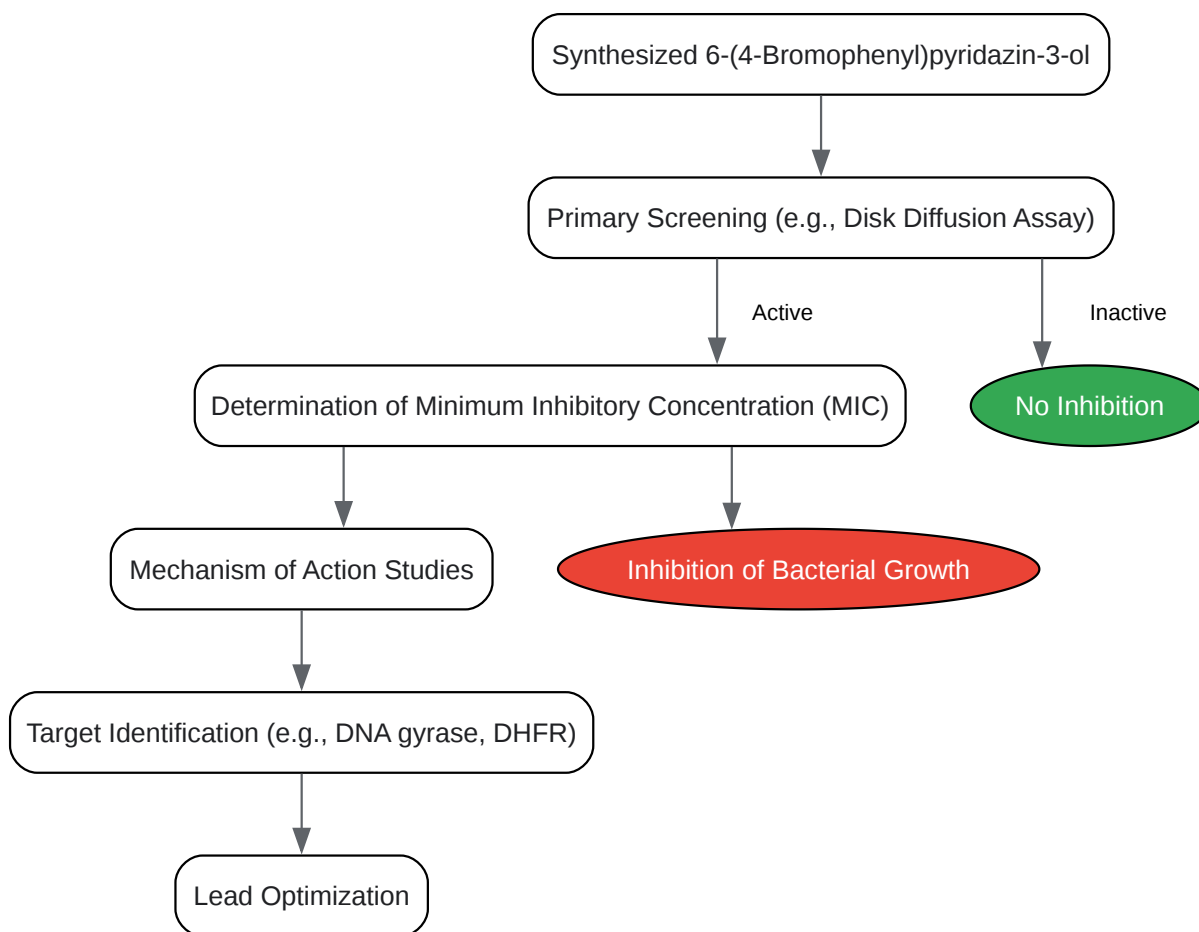 Synthesized 6-(4-Bromophenyl)pyridazin-3-ol
Primary Screening (e.g., Disk Diffusion Assay)
Active
Inactive
Determination of Minimum Inhibitory Concentration (MIC)
No Inhibition
Mechanism of Action Studies
Inhibition of Bacterial Growth
Target Identification (e.g., DNA gyrase, DHFR)
Lead Optimization